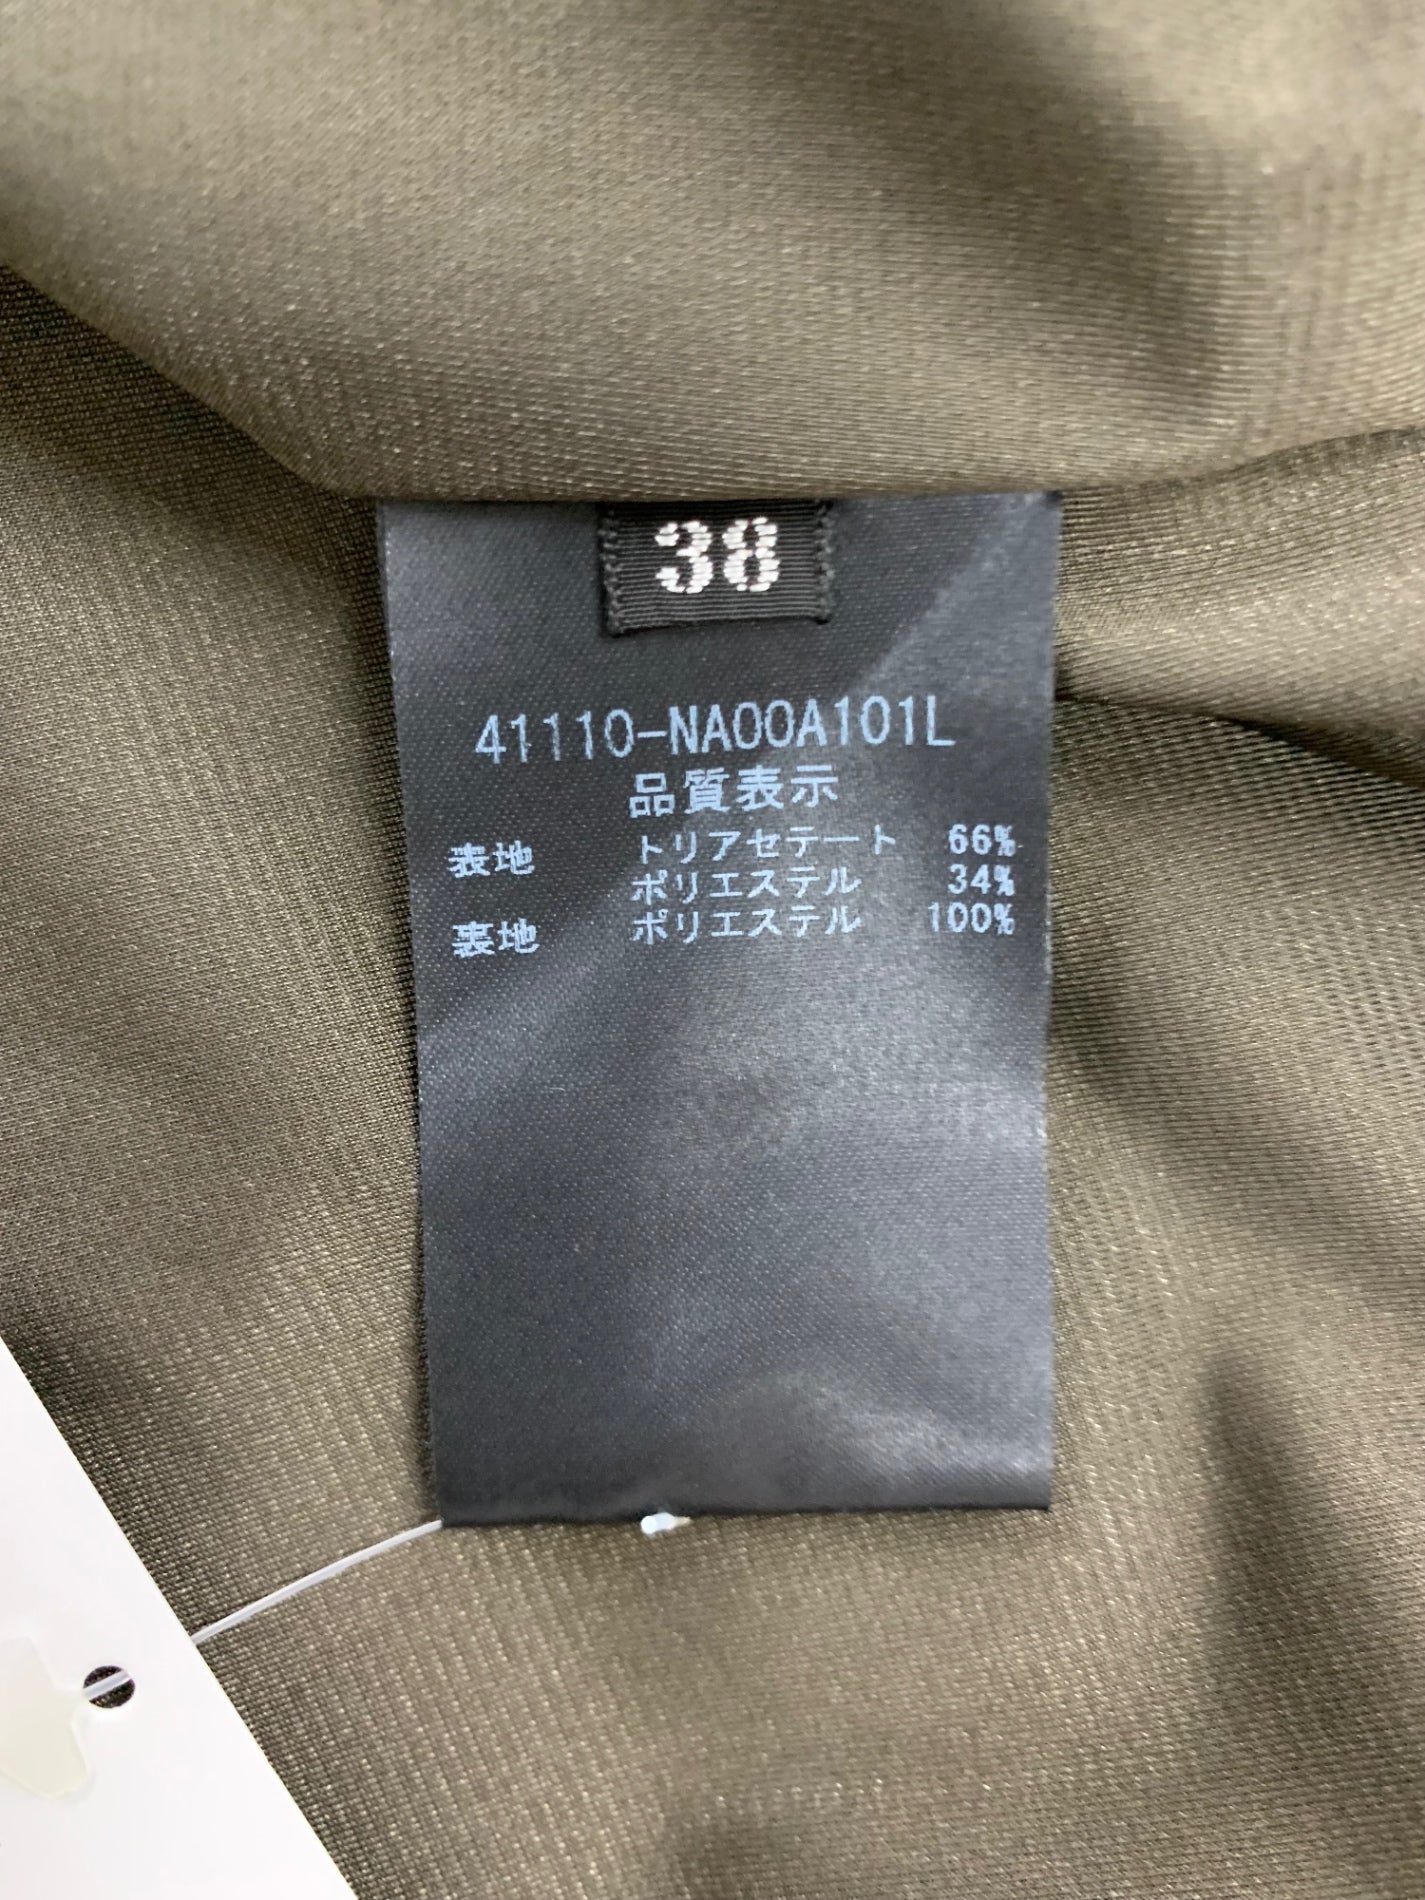 38
41110-NA00A101L
品質表示
表地 トリアセテート 66%
ポリエステル 34%
裏地 ポリエステル 100%